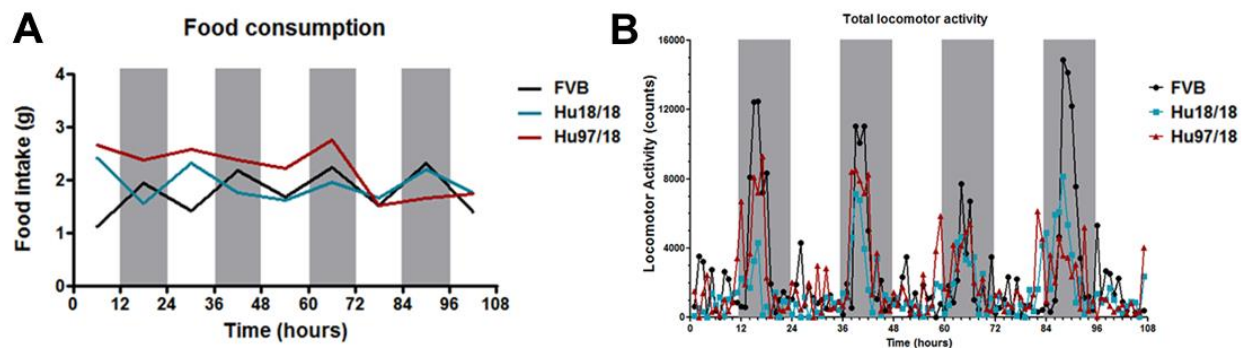 A
Food consumption
Food intake (g)
4
3
2
1
0
0 12 24 36 48 60 72 84 96 108
Time (hours)
FVB
Hu18/18
Hu97/18
B
Total locomotor activity
Locomotor Activity (counts)
16000
12000
8000
4000
0
0 12 24 36 48 60 72 84 96 108
Time (hours)
FVB
Hu18/18
Hu97/18